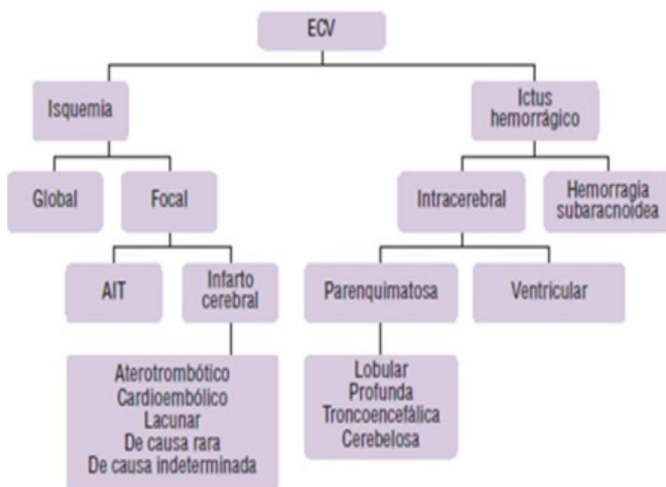 ECV
Isquemia
Ictus
hemorrágico
Global
Focal
Intracerebral
Hemorragia
subaracnoidea
AIT
Infarto
cerebral
Parenquimatosa
Ventricular
Aterotrombótico
Cardioembólico
Lacunar
De causa rara
De causa indeterminada
Lobular
Profunda
Troncoencefálica
Cerebelosa